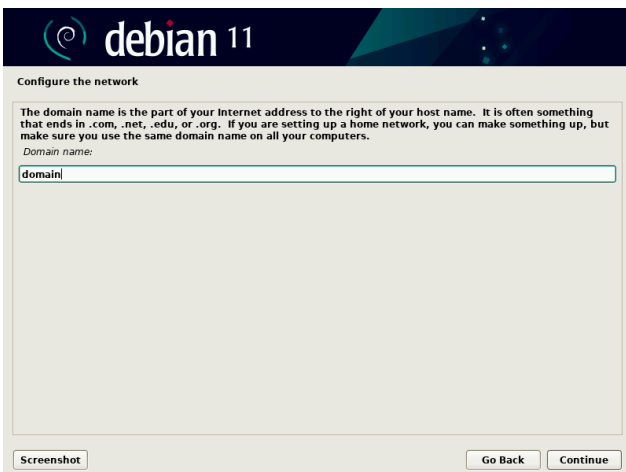 debian 11
Configure the network
The domain name is the part of your Internet address to the right of your host name.  It is often something
that ends in .com, .net, .edu, or .org.  If you are setting up a home network, you can make something up, but
make sure you use the same domain name on all your computers.
Domain name:
domain
Screenshot
Go Back
Continue